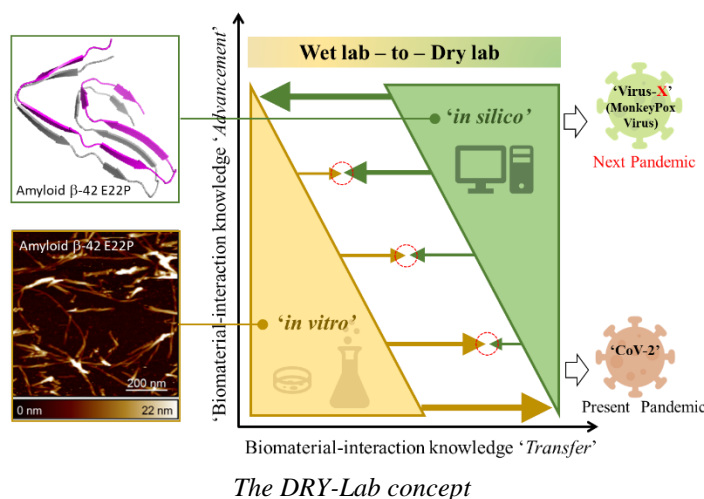 Amyloid β-42 E22P
Amyloid β-42 E22P
200 nm
0 nm
22 nm
'Biomaterial-interaction knowledge 'Advancement'
Wet lab – to – Dry lab
'in silico'
'in vitro'
Biomaterial-interaction knowledge 'Transfer'
'Virus-X'
(MonkeyPox
Virus)
Next Pandemic
'CoV-2'
Present Pandemic
The DRY-Lab concept